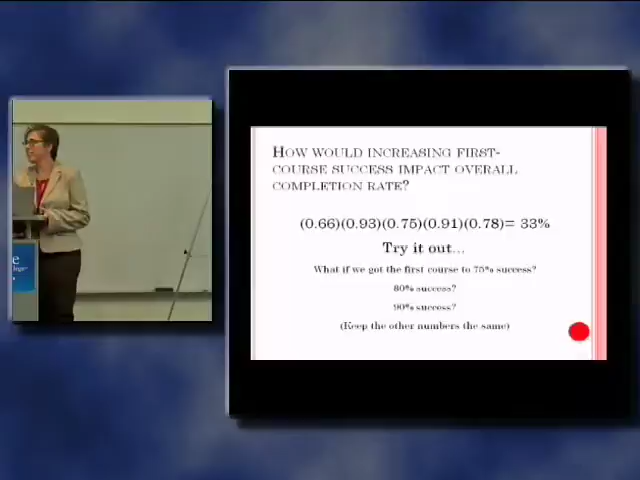 How would increasing first-
course success impact overall
completion rate?
(0.66)(0.93)(0.75)(0.91)(0.78)= 33%
Try it out...
What if we got the first course to 75% success?
80% success?
90% success?
(Keep the other numbers the same)